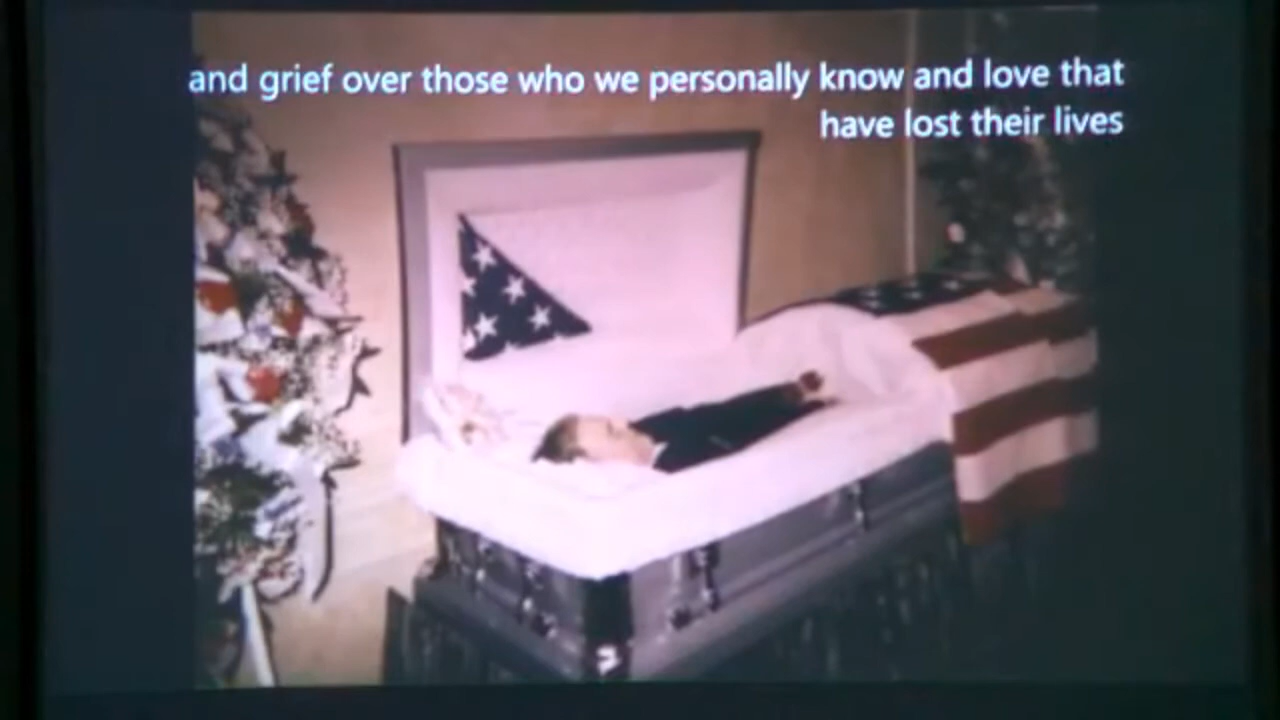 and grief over those who we personally know and love that
have lost their lives